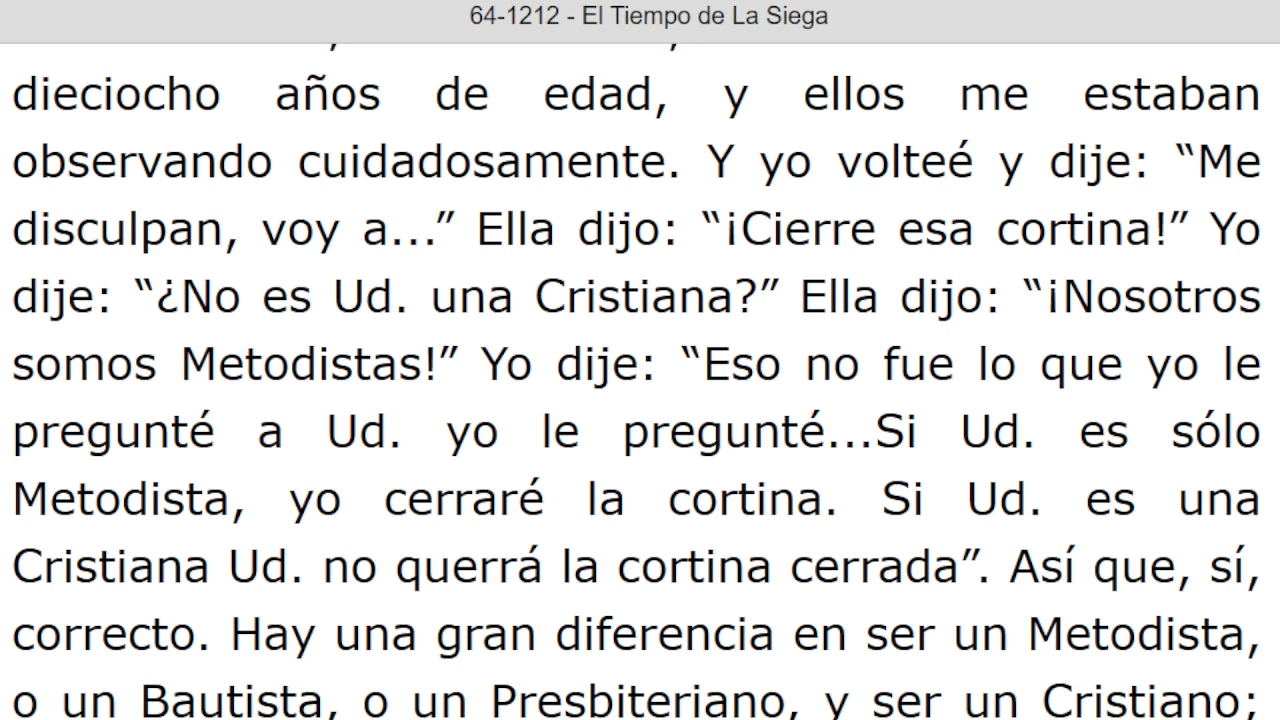 64-1212 - El Tiempo de La Siega
dieciocho años de edad, y ellos me estaban
observando cuidadosamente. Y yo volteé y dije: “Me
disculpan, voy a...” Ella dijo: “¡Cierre esa cortina!” Yo
dije: “¿No es Ud. una Cristiana?” Ella dijo: “¡Nosotros
somos Metodistas!” Yo dije: “Eso no fue lo que yo le
pregunté a Ud. yo le pregunté...Si Ud. es sólo
Metodista, yo cerraré la cortina. Si Ud. es una
Cristiana Ud. no querrá la cortina cerrada”. Así que, sí,
correcto. Hay una gran diferencia en ser un Metodista,
o un Bautista, o un Presbiteriano, y ser un Cristiano;